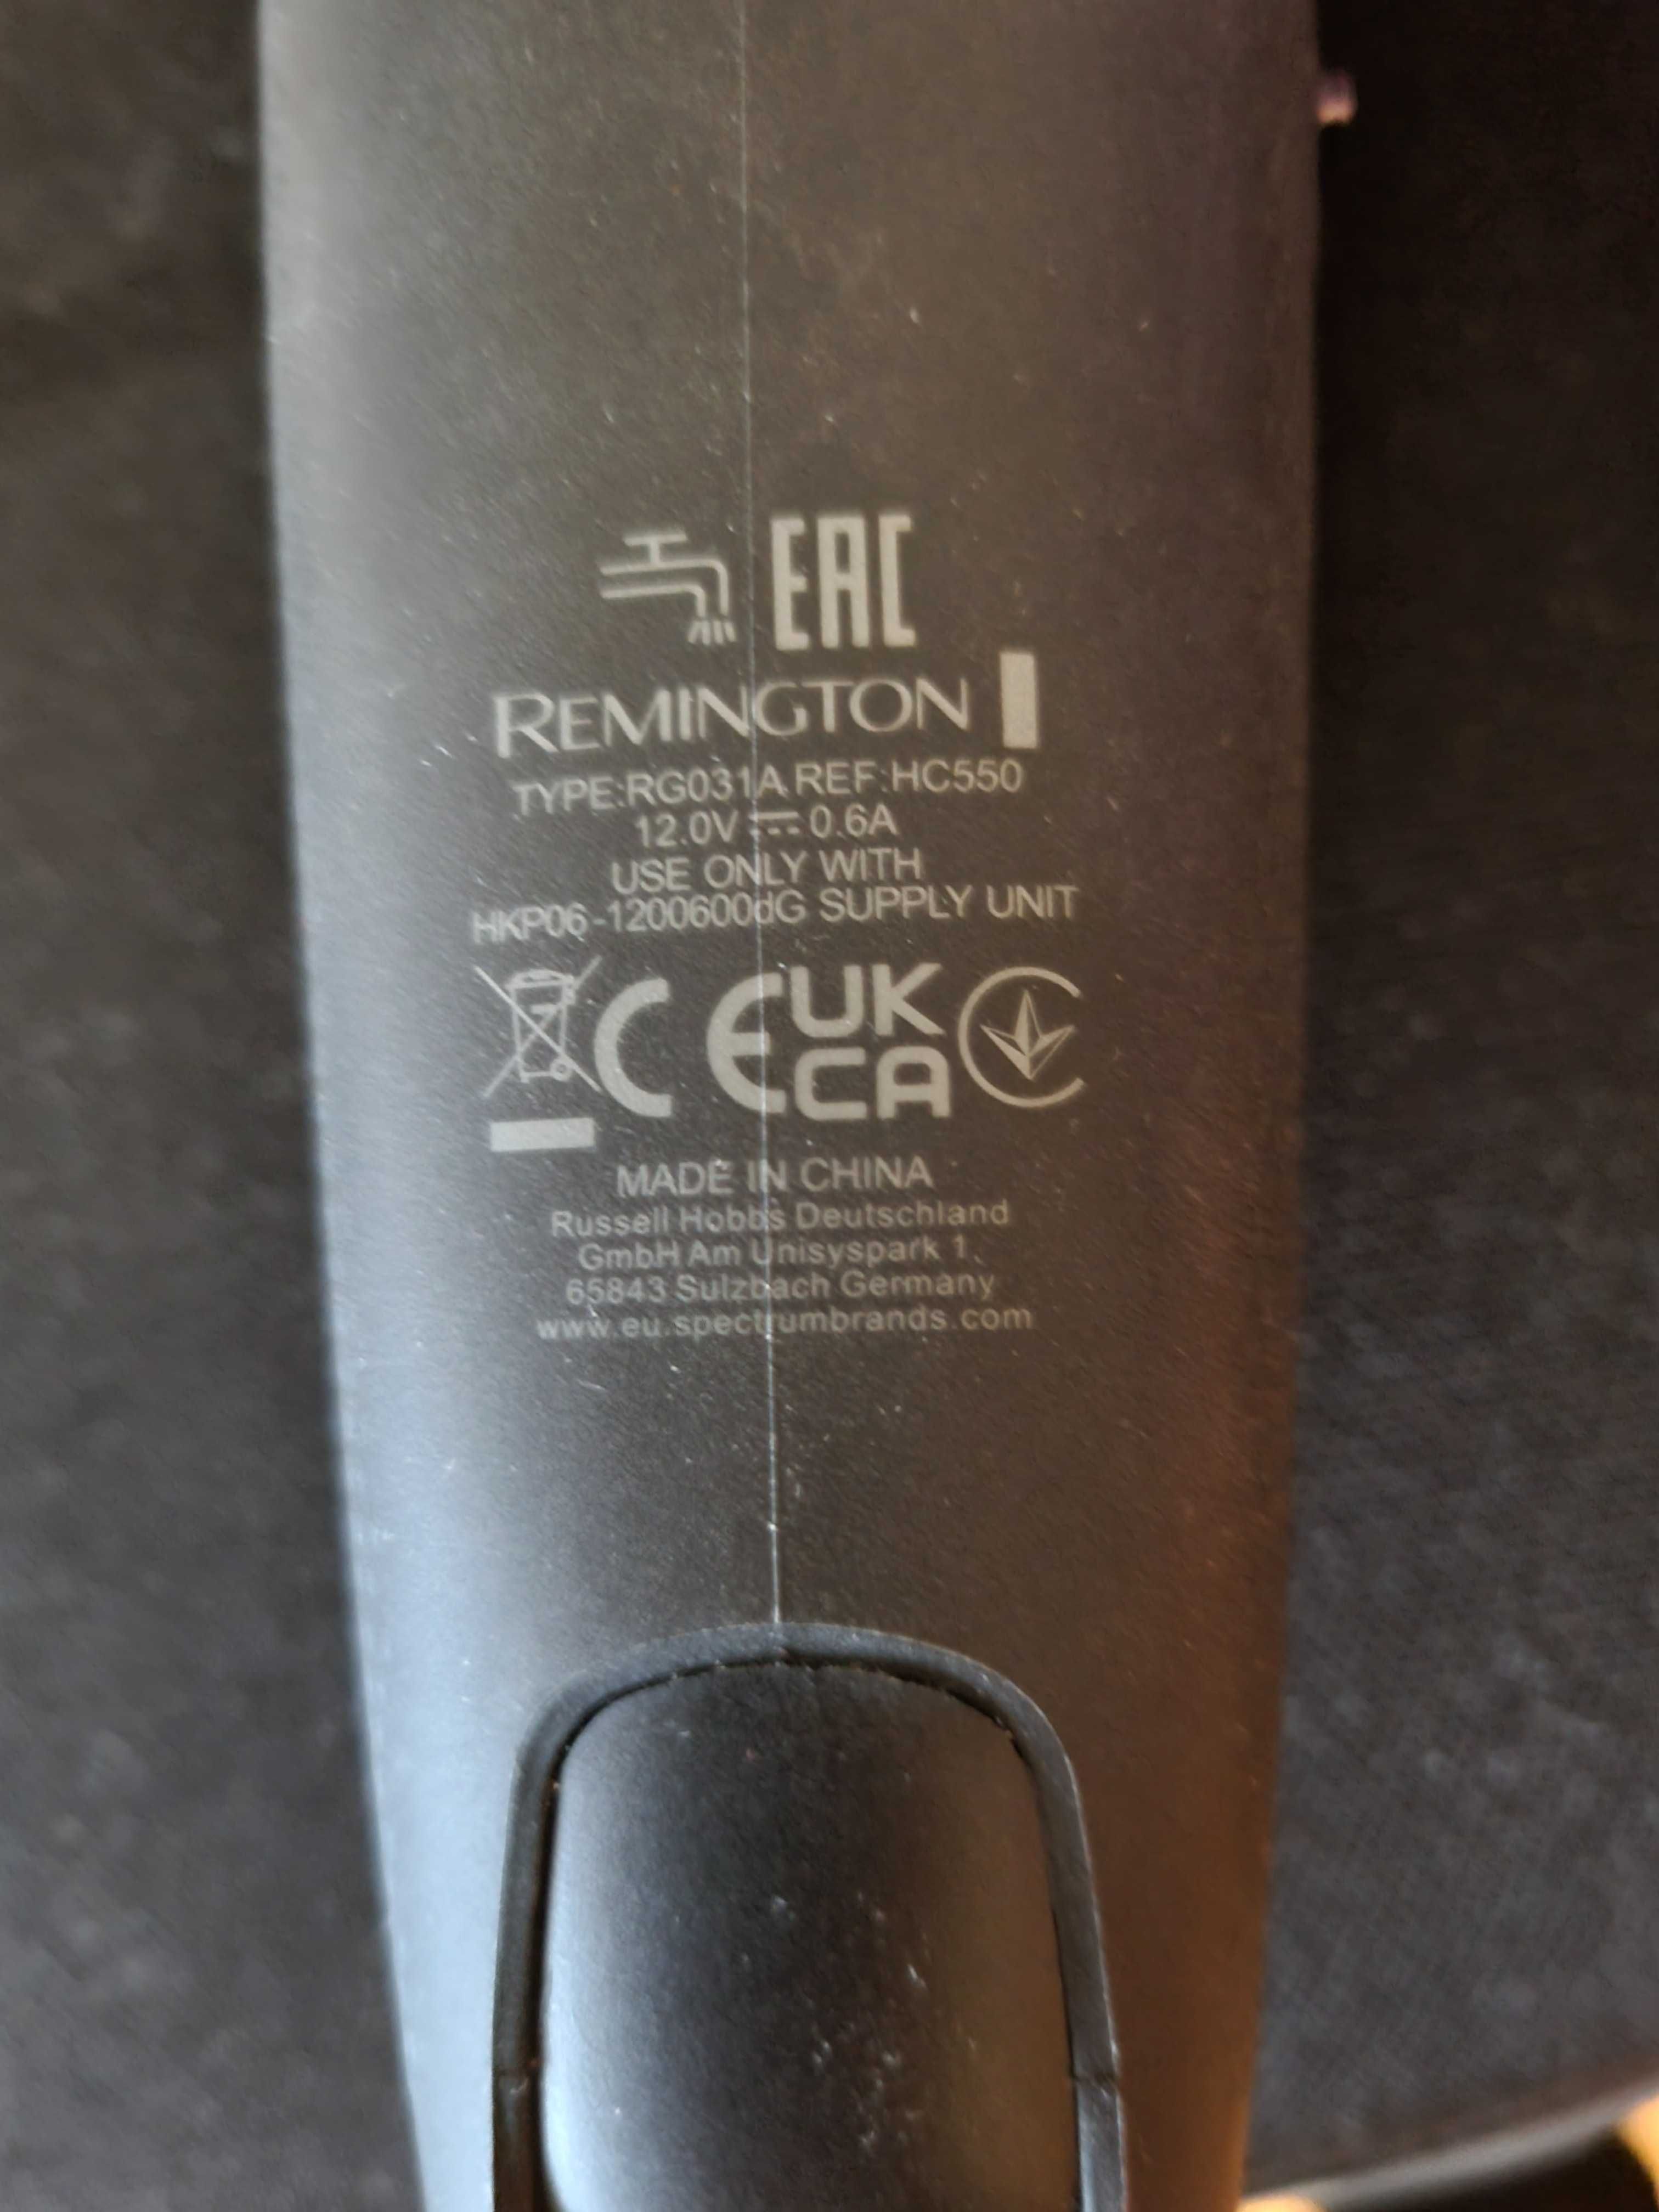 EAC
REMINGTON
TYPE:RG031A REF:HC550
12.0V ⎓ 0.6A
USE ONLY WITH
HKP06-1200600dG SUPPLY UNIT
CE UK
CA
MADE IN CHINA
Russell Hobbs Deutschland
GmbH Am Unisyspark 1,
65843 Sulzbach Germany
www.eu.spectrumbrands.com